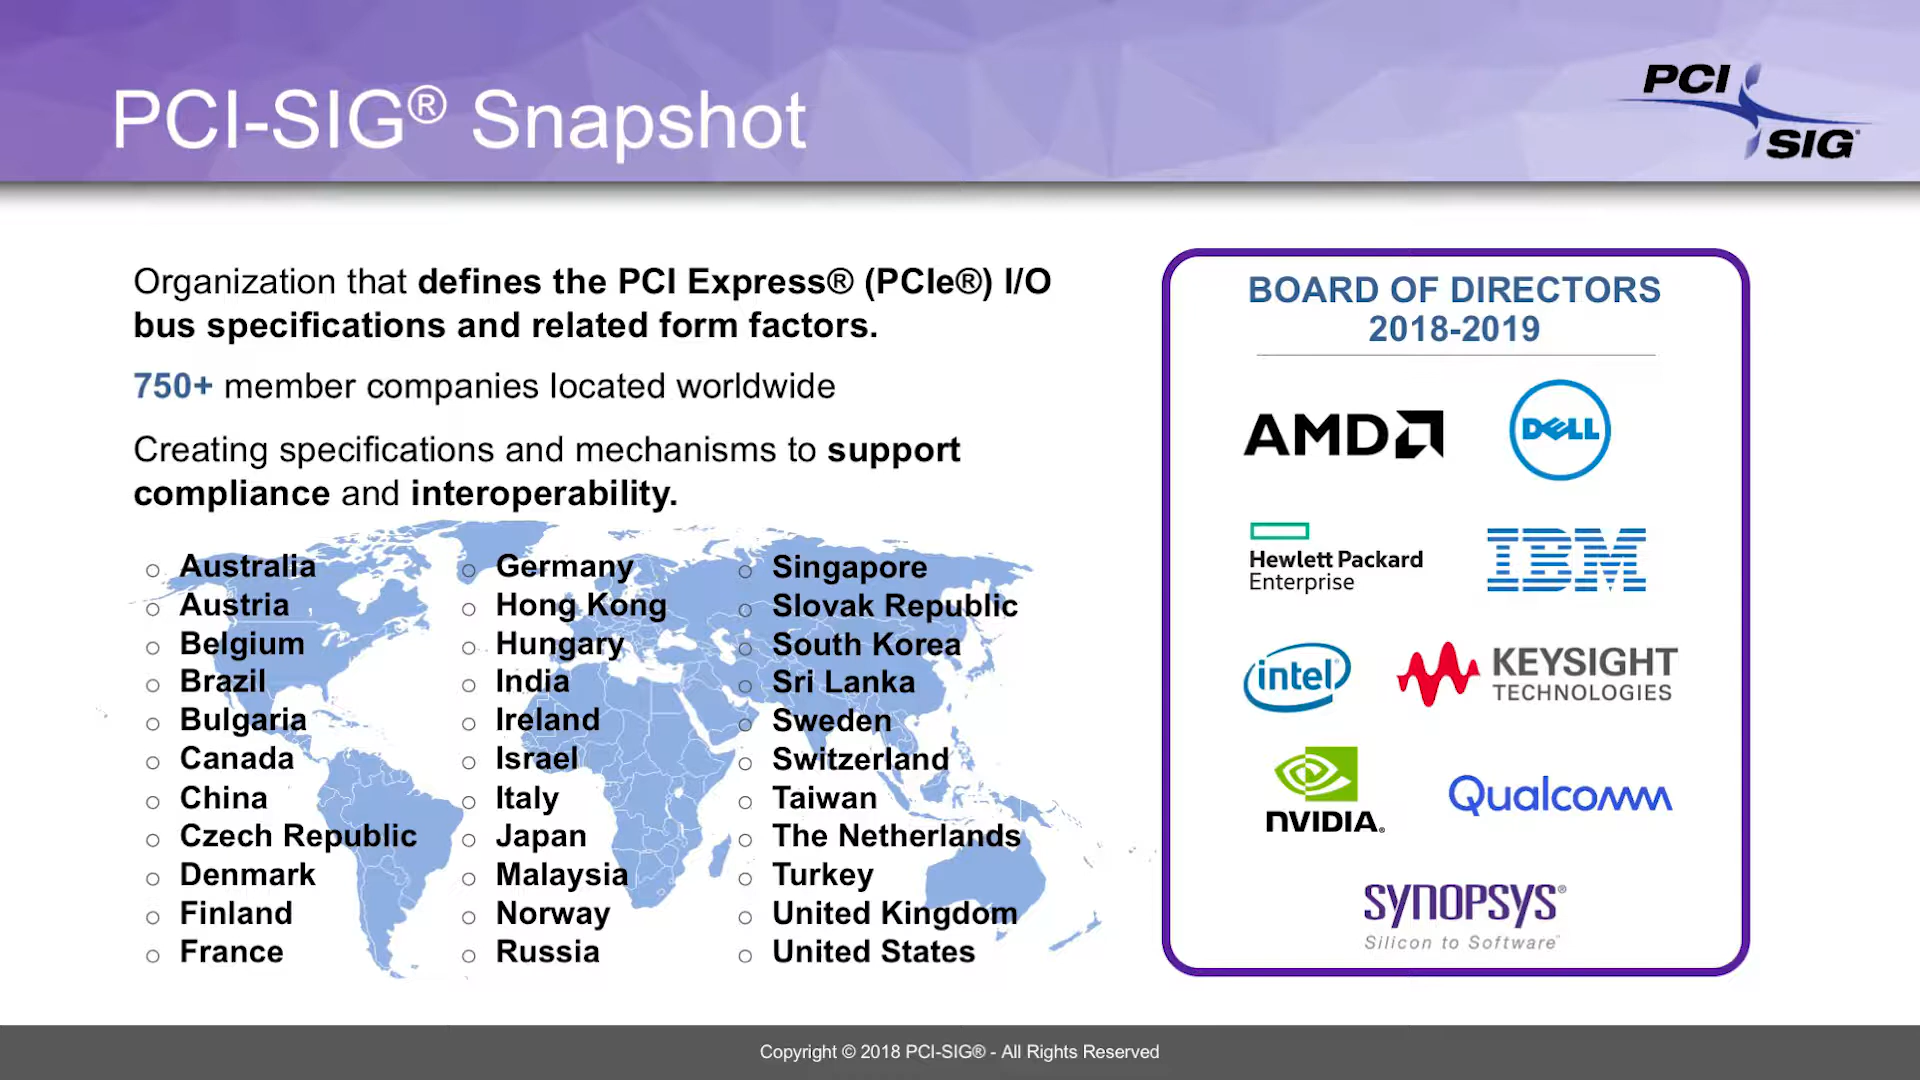 PCI-SIG® Snapshot
PCI
SIG
Organization that defines the PCI Express® (PCIe®) I/O
bus specifications and related form factors.
750+ member companies located worldwide
Creating specifications and mechanisms to support
compliance and interoperability.
Australia
Austria
Belgium
Brazil
Bulgaria
Canada
China
Czech Republic
Denmark
Finland
France
Germany
Hong Kong
Hungary
India
Ireland
Israel
Italy
Japan
Malaysia
Norway
Russia
Singapore
Slovak Republic
South Korea
Sri Lanka
Sweden
Switzerland
Taiwan
The Netherlands
Turkey
United Kingdom
United States
BOARD OF DIRECTORS
2018-2019
AMD
DELL
Hewlett Packard
Enterprise
IBM
intel
KEYSIGHT
TECHNOLOGIES
NVIDIA®
Qualcomm
SYNOPSYS®
Silicon to Software™
Copyright © 2018 PCI-SIG® - All Rights Reserved